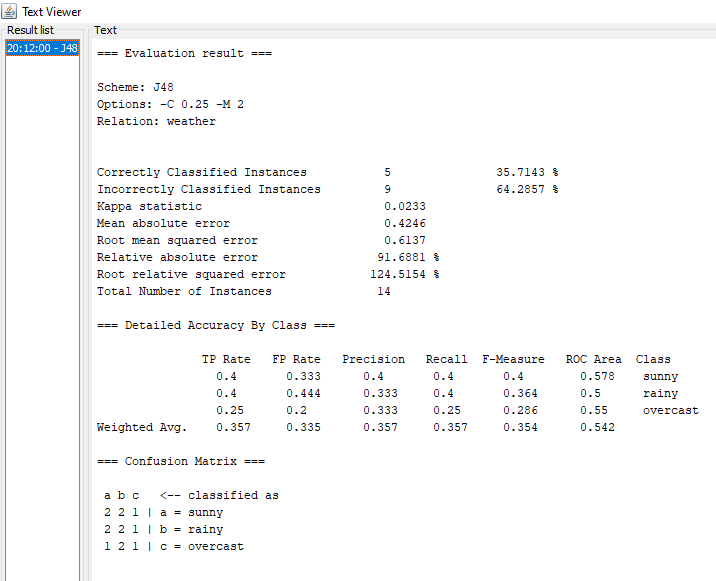 Text Viewer
Result list
Text
20:12:00 - J48
=== Evaluation result ===
Scheme: J48
Options: -C 0.25 -M 2
Relation: weather
Correctly Classified Instances 5 35.7143 %
Incorrectly Classified Instances 9 64.2857 %
Kappa statistic 0.0233
Mean absolute error 0.4246
Root mean squared error 0.6137
Relative absolute error 91.6881 %
Root relative squared error 124.5154 %
Total Number of Instances 14
=== Detailed Accuracy By Class ===
TP Rate FP Rate Precision Recall F-Measure ROC Area Class
0.4 0.333 0.4 0.4 0.4 0.578 sunny
0.4 0.444 0.333 0.4 0.364 0.5 rainy
0.25 0.2 0.333 0.25 0.286 0.55 overcast
Weighted Avg. 0.357 0.335 0.357 0.357 0.354 0.542
=== Confusion Matrix ===
a b c <-- classified as
2 2 1 | a = sunny
2 2 1 | b = rainy
1 2 1 | c = overcast